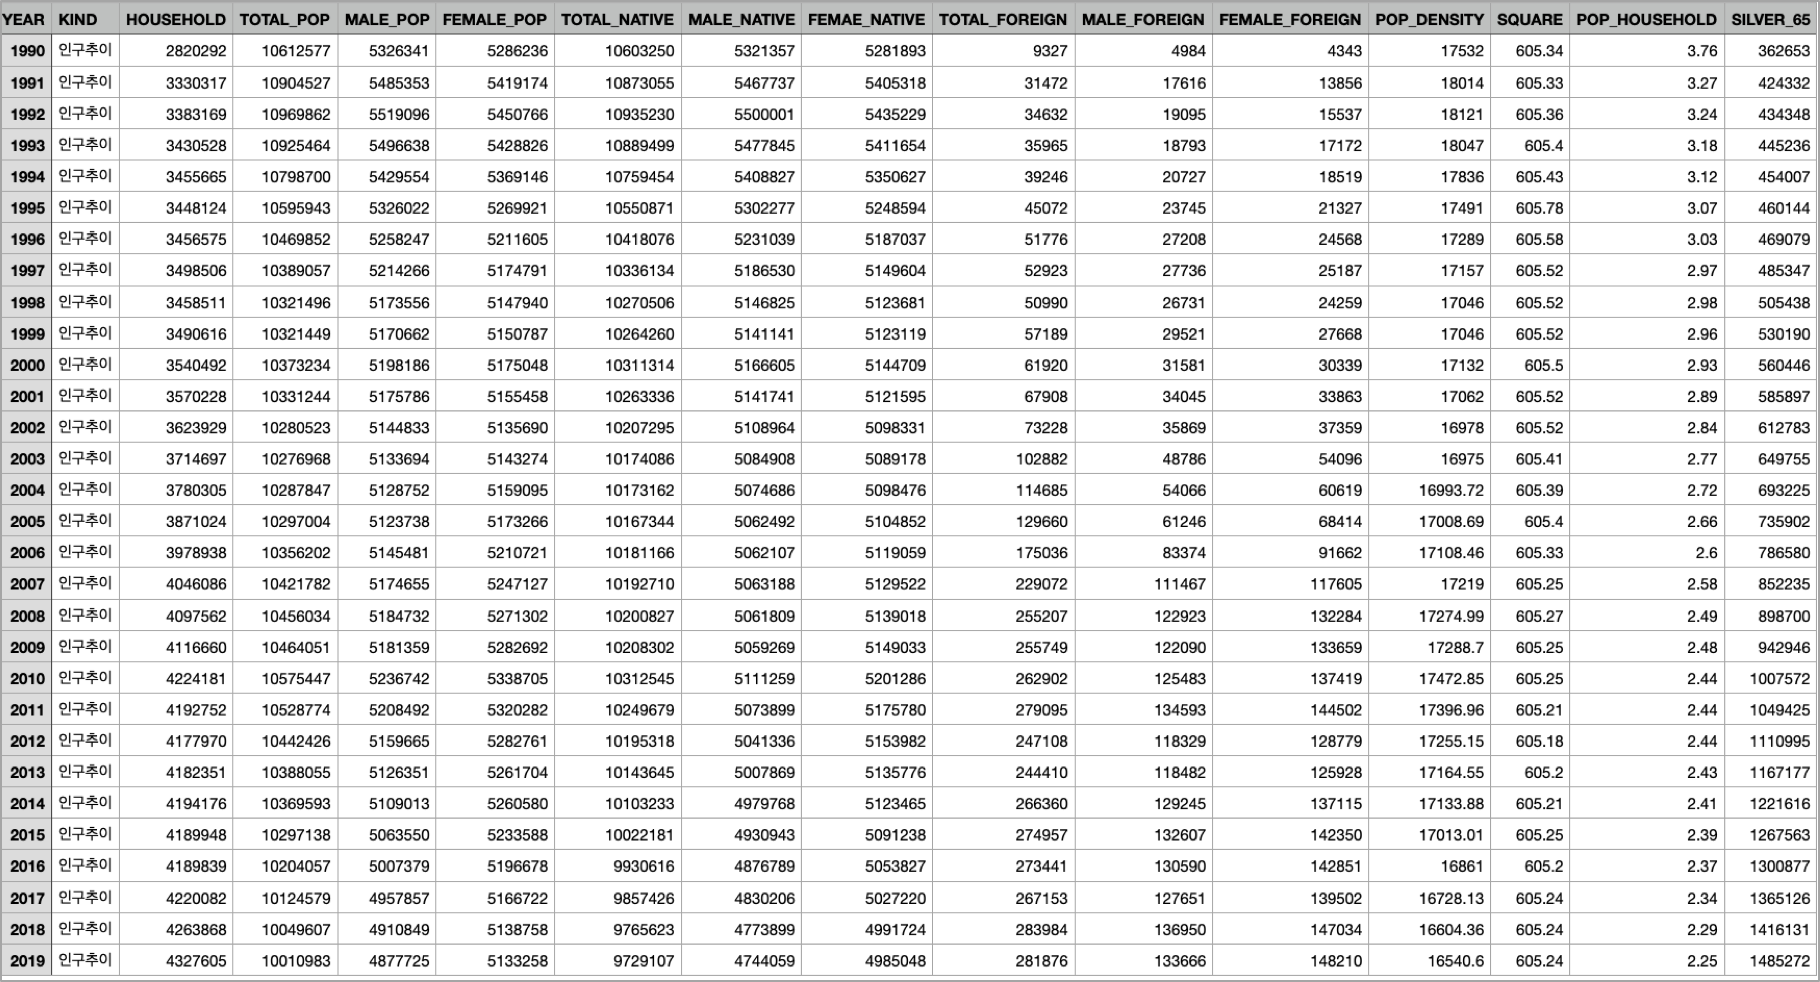 YEAR KIND HOUSEHOLD TOTAL_POP MALE_POP FEMALE_POP TOTAL_NATIVE MALE_NATIVE FEMAE_NATIVE TOTAL_FOREIGN MALE_FOREIGN FEMALE_FOREIGN POP_DENSITY SQUARE POP_HOUSEHOLD SILVER_65
1990 인구추이 2820292 10612577 5326341 5286236 10603250 5321357 5281893 9327 4984 4343 17532 605.34 3.76 362653
1991 인구추이 3330317 10904527 5485353 5419174 10873055 5467737 5405318 31472 17616 13856 18014 605.33 3.27 424332
1992 인구추이 3383169 10969862 5519096 5450766 10935230 5500001 5435229 34632 19095 15537 18121 605.36 3.24 434348
1993 인구추이 3430528 10925464 5496638 5428826 10889499 5477845 5411654 35965 18793 17172 18047 605.4 3.18 445236
1994 인구추이 3455665 10798700 5429554 5369146 10759454 5408827 5350627 39246 20727 18519 17836 605.43 3.12 454007
1995 인구추이 3448124 10595943 5326022 5269921 10550871 5302277 5248594 45072 23745 21327 17491 605.78 3.07 460144
1996 인구추이 3456575 10469852 5258247 5211605 10418076 5231039 5187037 51776 27208 24568 17289 605.58 3.03 469079
1997 인구추이 3498506 10389057 5214266 5174791 10336134 5186530 5149604 52923 27736 25187 17157 605.52 2.97 485347
1998 인구추이 3458511 10321496 5173556 5147940 10270506 5146825 5123681 50990 26731 24259 17046 605.52 2.98 505438
1999 인구추이 3490616 10321449 5170662 5150787 10264260 5141141 5123119 57189 29521 27668 17046 605.52 2.96 530190
2000 인구추이 3540492 10373234 5198186 5175048 10311314 5166605 5144709 61920 31581 30339 17132 605.5 2.93 560446
2001 인구추이 3570228 10331244 5175786 5155458 10263336 5141741 5121595 67908 34045 33863 17062 605.52 2.89 585897
2002 인구추이 3623929 10280523 5144833 5135690 10207295 5108964 5098331 73228 35869 37359 16978 605.52 2.84 612783
2003 인구추이 3714697 10276968 5133694 5143274 10174086 5084908 5089178 102882 48786 54096 16975 605.41 2.77 649755
2004 인구추이 3780305 10287847 5128752 5159095 10173162 5074686 5098476 114685 54066 60619 16993.72 605.39 2.72 693225
2005 인구추이 3871024 10297004 5123738 5173266 10167344 5062492 5104852 129660 61246 68414 17008.69 605.4 2.66 735902
2006 인구추이 3978938 10356202 5145481 5210721 10181166 5062107 5119059 175036 83374 91662 17108.46 605.33 2.6 786580
2007 인구추이 4046086 10421782 5174655 5247127 10192710 5063188 5129522 229072 111467 117605 17219 605.25 2.58 852235
2008 인구추이 4097562 10456034 5184732 5271302 10200827 5061809 5139018 255207 122923 132284 17274.99 605.27 2.49 898700
2009 인구추이 4116660 10464051 5181359 5282692 10208302 5059269 5149033 255749 122090 133659 17288.7 605.25 2.48 942946
2010 인구추이 4224181 10575447 5236742 5338705 10312545 5111259 5201286 262902 125483 137419 17472.85 605.25 2.44 1007572
2011 인구추이 4192752 10528774 5208492 5320282 10249679 5073899 5175780 279095 134593 144502 17396.96 605.21 2.44 1049425
2012 인구추이 4177970 10442426 5159665 5282761 10195318 5041336 5153982 247108 118329 128779 17255.15 605.18 2.44 1110995
2013 인구추이 4182351 10388055 5126351 5261704 10143645 5007869 5135776 244410 118482 125928 17164.55 605.2 2.43 1167177
2014 인구추이 4194176 10369593 5109013 5260580 10103233 4979768 5123465 266360 129245 137115 17133.88 605.21 2.41 1221616
2015 인구추이 4189948 10297138 5063550 5233588 10022181 4930943 5091238 274957 132607 142350 17013.01 605.25 2.39 1267563
2016 인구추이 4189839 10204057 5007379 5196678 9930616 4876789 5053827 273441 130590 142851 16861 605.2 2.37 1300877
2017 인구추이 4220082 10124579 4957857 5166722 9857426 4830206 5027220 267153 127651 139502 16728.13 605.24 2.34 1365126
2018 인구추이 4263868 10049607 4910849 5138758 9765623 4773899 4991724 283984 136950 147034 16604.36 605.24 2.29 1416131
2019 인구추이 4327605 10010983 4877725 5133258 9729107 4744059 4985048 281876 133666 148210 16540.6 605.24 2.25 1485272